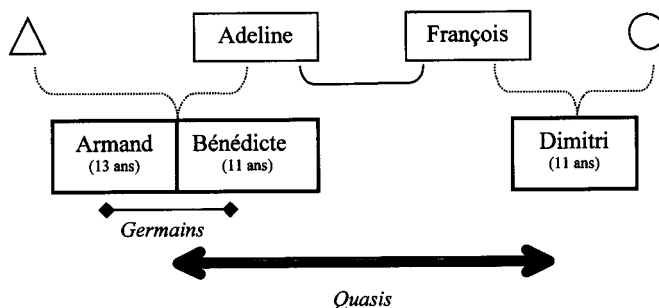 Adeline
François
Armand
(13 ans)
Bénédicte
(11 ans)
Dimitri
(11 ans)
Germains
Quasis